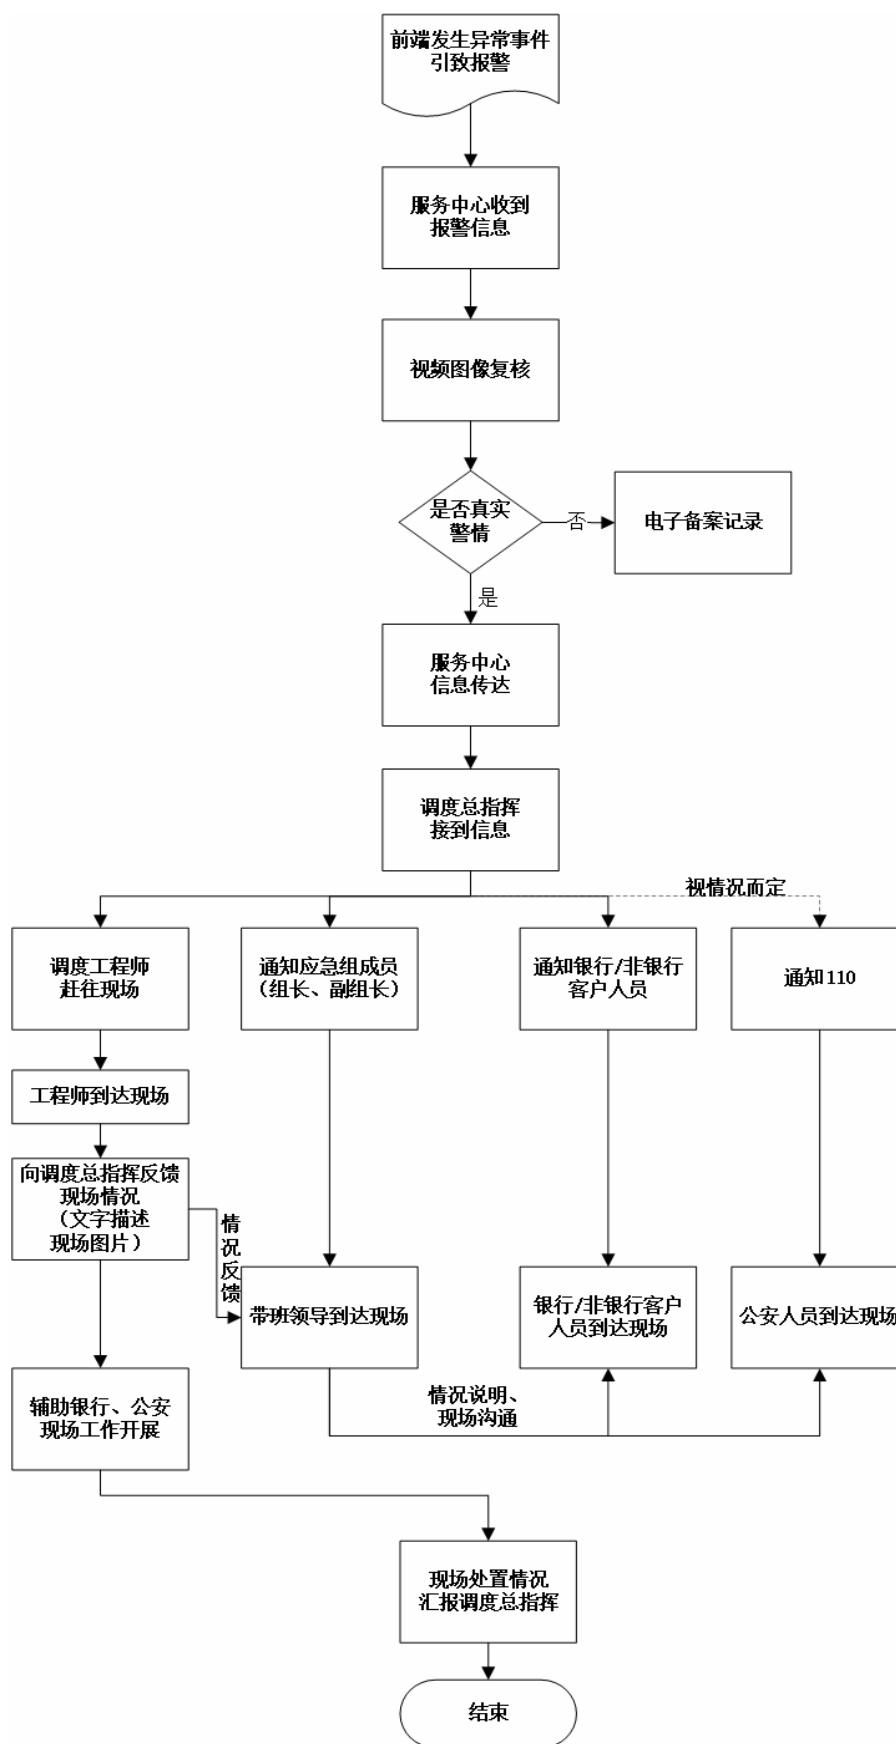 前端发生异常事件
引致报警
服务中心收到
报警信息
视频图像复核
是否真实
警情
否
电子备案记录
是
服务中心
信息传达
调度总指挥
接到信息
视情况而定
调度工程师
赶往现场
通知应急组成员
（组长、副组长）
通知银行/非银行
客户人员
通知110
工程师到达现场
向调度总指挥反馈
现场情况
（文字描述
现场图片）
情
况
反
馈
带班领导到达现场
银行/非银行客户
人员到达现场
公安人员到达现场
情况说明、
现场沟通
辅助银行、公安
现场工作开展
现场处置情况
汇报调度总指挥
结束